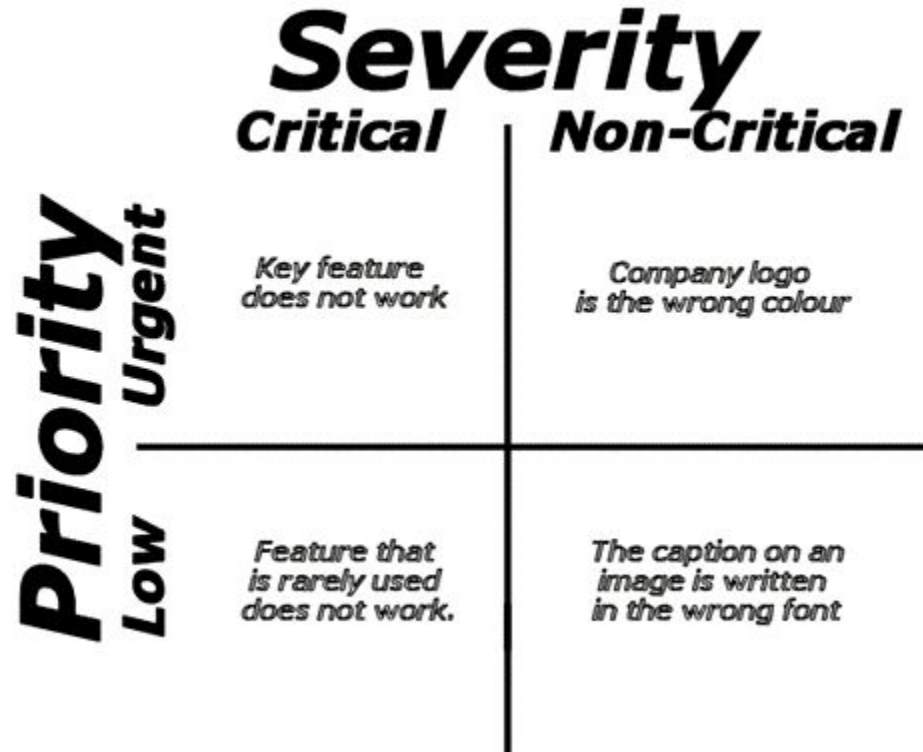 Severity
Critical
Non-Critical
Priority
Urgent
Key feature
does not work
Company logo
is the wrong colour
Low
Feature that
is rarely used
does not work.
The caption on an
image is written
in the wrong font